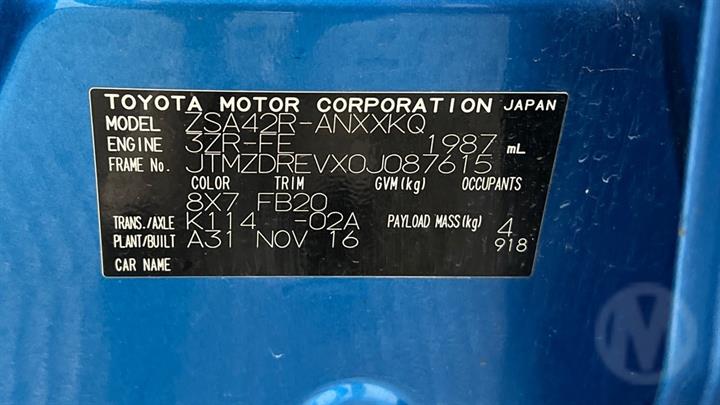 TOYOTA MOTOR CORPORATION JAPAN
MODEL ZSA42R-ANXXKQ
ENGINE 3ZR-FE 1987 mL
FRAME No. JTMZDREVX0J087615
COLOR TRIM GVM(kg) OCCUPANTS
8X7 FB20
TRANS./AXLE K114 -02A PAYLOAD MASS(kg) 4
PLANT/BUILT A31 NOV 16 918
CAR NAME
M